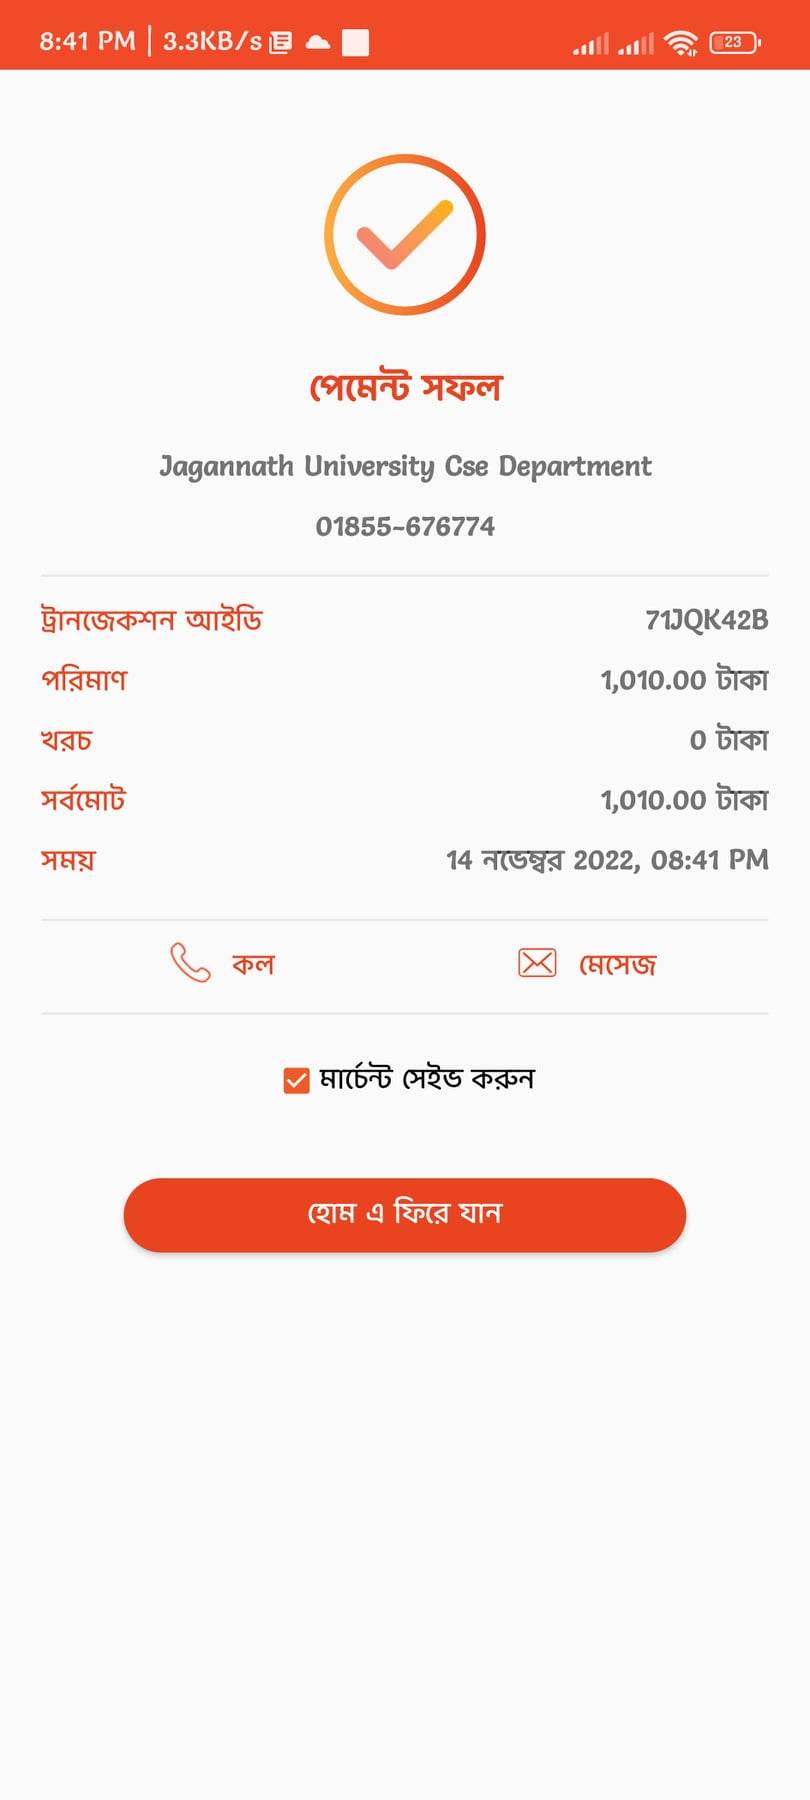 8:41 PM | 3.3KB/s 23
পেমেন্ট সফল
Jagannath University Cse Department
01855-676774
ট্রানজেকশন আইডি 71JQK42B
পরিমাণ 1,010.00 টাকা
খরচ 0 টাকা
সর্বমোট 1,010.00 টাকা
সময় 14 নভেম্বর 2022, 08:41 PM
কল মেসেজ
মার্চেন্ট সেইভ করুন
হোম এ ফিরে যান